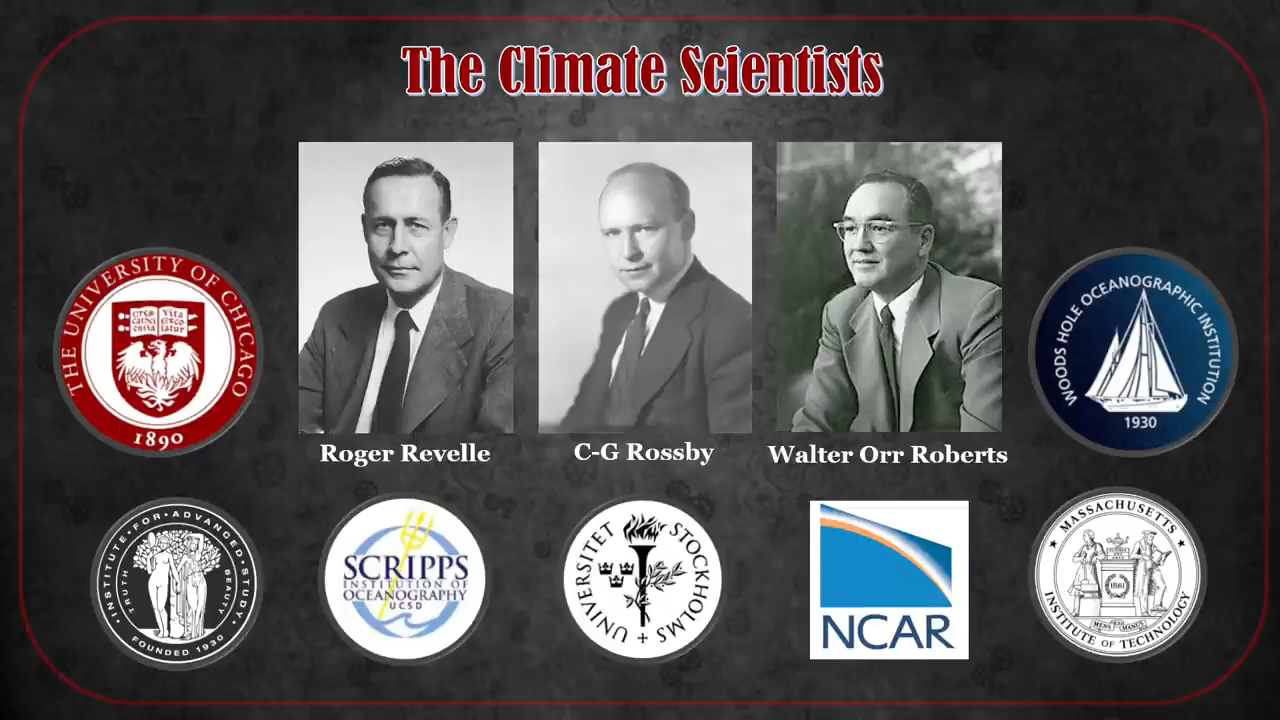 The Climate Scientists
THE UNIVERSITY OF CHICAGO
1890
WOODS HOLE OCEANOGRAPHIC INSTITUTION
1930
Roger Revelle
C-G Rossby
Walter Orr Roberts
INSTITUTE · FOR · ADVANCED · STUDY
TRUTH
BEAUTY
FOUNDED 1930
SCRIPPS
INSTITUTION OF
OCEANOGRAPHY
UCSD
STOCKHOLMS
UNIVERSITET
NCAR
MASSACHUSETTS
INSTITUTE OF TECHNOLOGY
1861